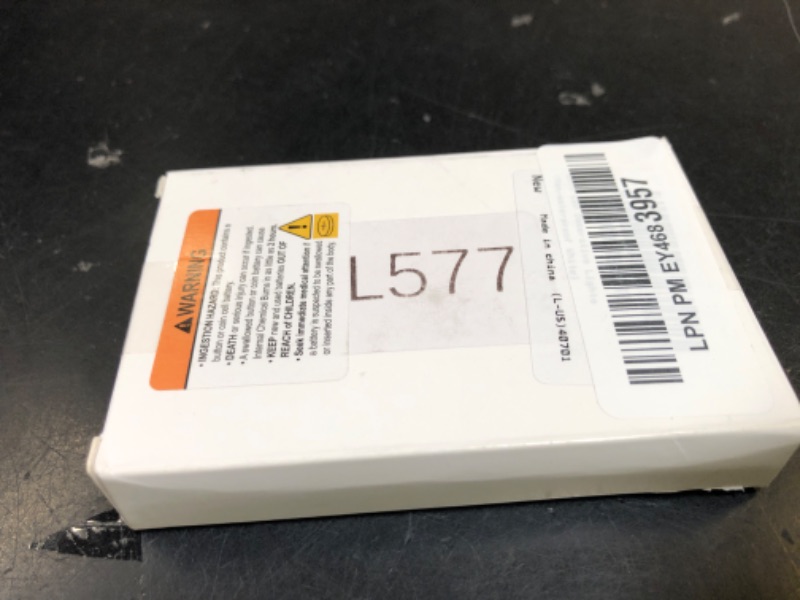 WARNING
• INGESTION HAZARD: This product contains a
button or coin cell battery.
• DEATH or serious injury can occur if ingested.
• A swallowed button or coin battery can cause
Internal Chemical Burns in as little as 2 hours.
• KEEP new and used batteries OUT OF
REACH of CHILDREN.
• Seek immediate medical attention if
a battery is suspected to be swallowed
or inserted inside any part of the body.
L577
New
Made in china (L-US)40701
LPN PM EY4683957